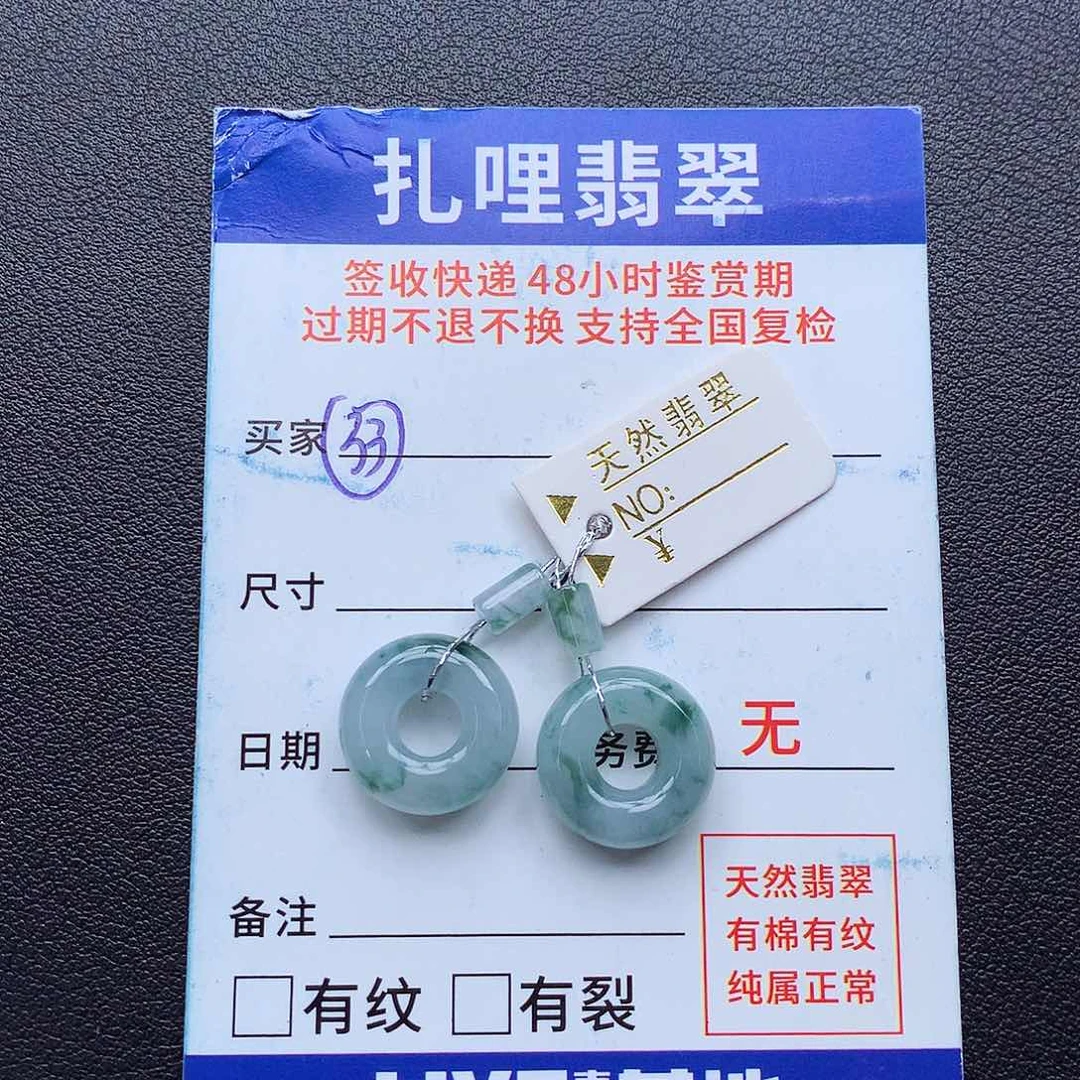 扎哩翡翠
签收快递 48小时鉴赏期
过期不退不换 支持全国复检
买家
天然翡翠
NO:
尺寸
日期
务费
无
备注
天然翡翠
有棉有纹
纯属正常
有纹 有裂